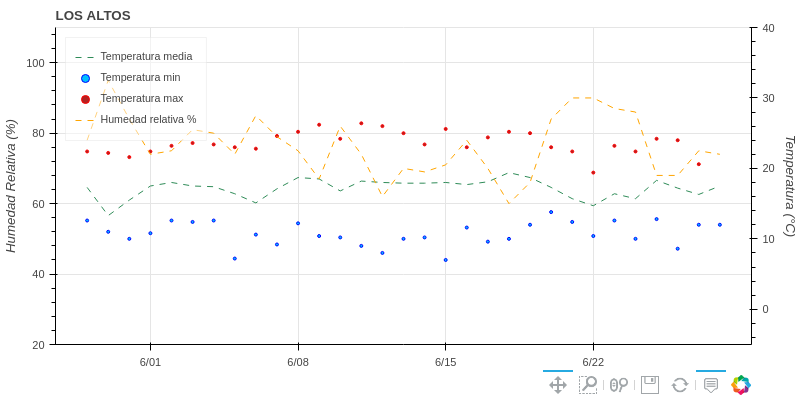 LOS ALTOS
Temperatura media
Temperatura min
Temperatura max
Humedad relativa %
Humedad Relativa (%)
100
80
60
40
20
40
30
20
10
0
Temperatura (°C)
6/01
6/08
6/15
6/22